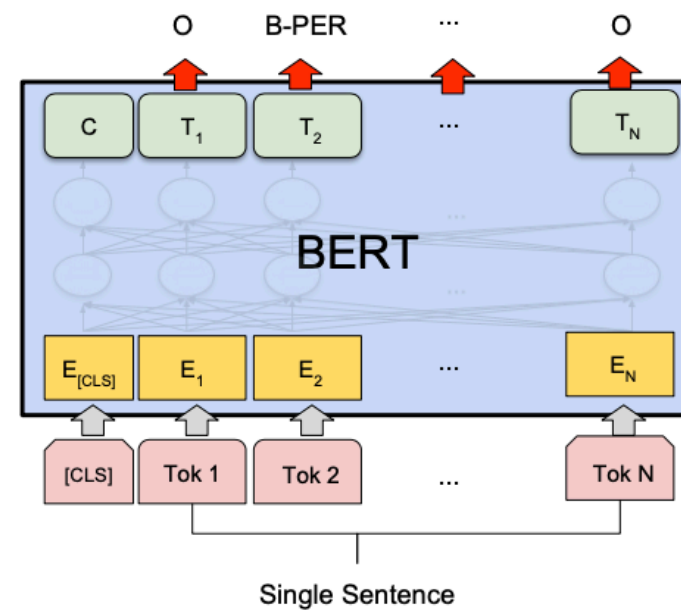 O B-PER ... O
C T1 T2 ... TN
...
BERT
...
E[CLS] E1 E2 ... EN
[CLS] Tok 1 Tok 2 ... Tok N
Single Sentence